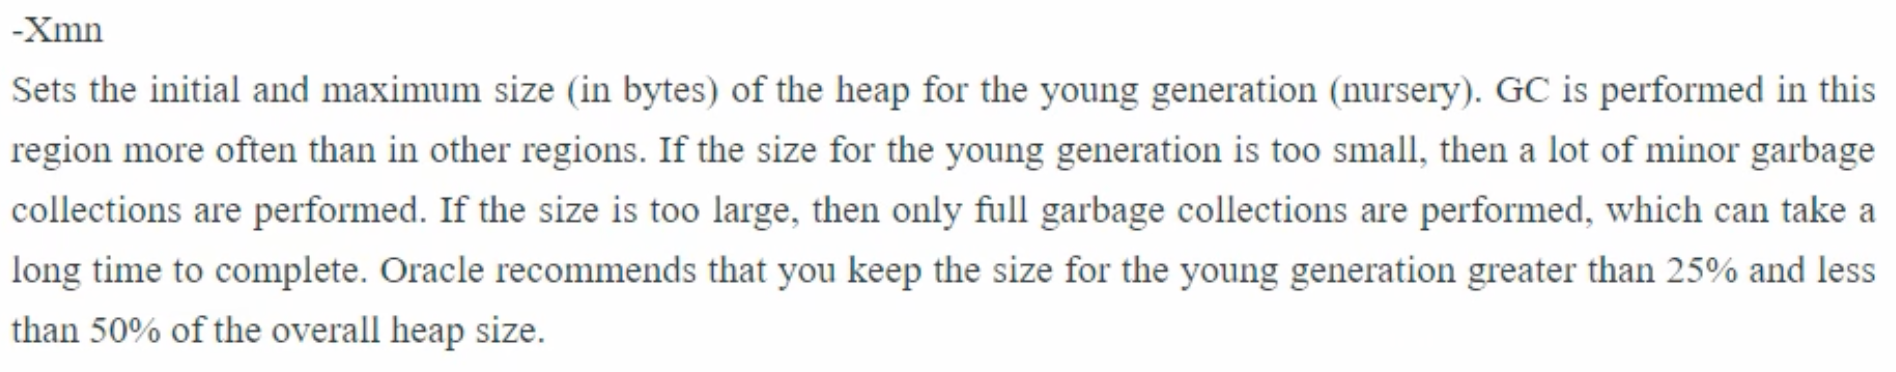 -Xmn
Sets the initial and maximum size (in bytes) of the heap for the young generation (nursery). GC is performed in this
region more often than in other regions. If the size for the young generation is too small, then a lot of minor garbage
collections are performed. If the size is too large, then only full garbage collections are performed, which can take a
long time to complete. Oracle recommends that you keep the size for the young generation greater than 25% and less
than 50% of the overall heap size.